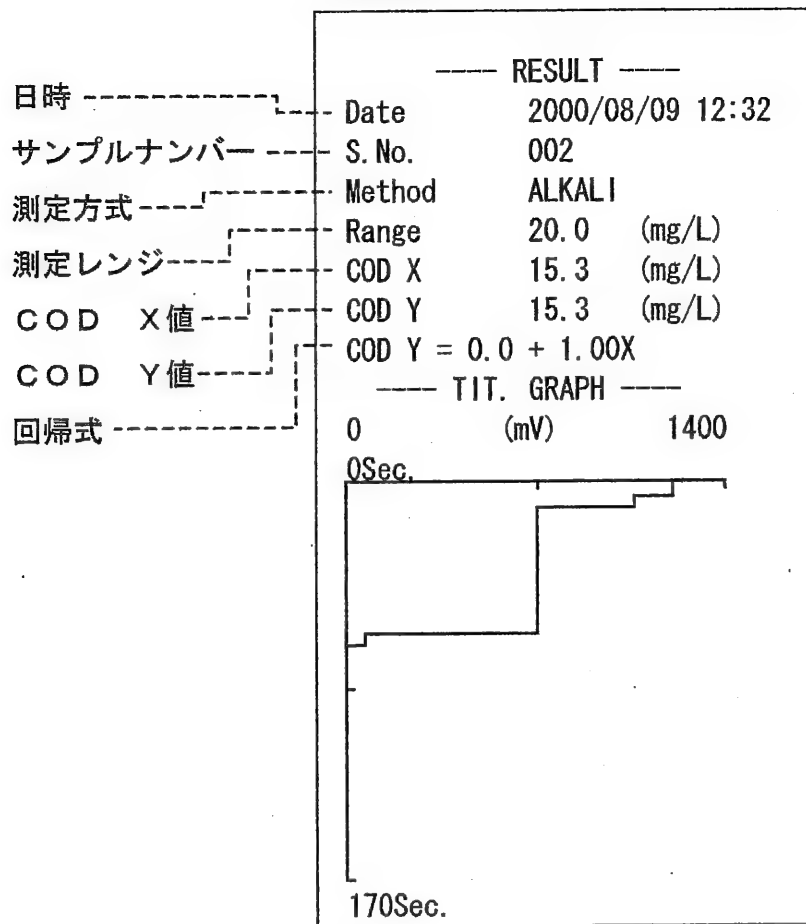 ---- RESULT ----
日時
Date 2000/08/09 12:32
サンプルナンバー
S.No. 002
測定方式
Method ALKALI
測定レンジ
Range 20.0 (mg/L)
COD X値
COD X 15.3 (mg/L)
COD Y値
COD Y 15.3 (mg/L)
回帰式
COD Y = 0.0 + 1.00X
---- TIT. GRAPH ----
0 (mV) 1400
0Sec.
170Sec.